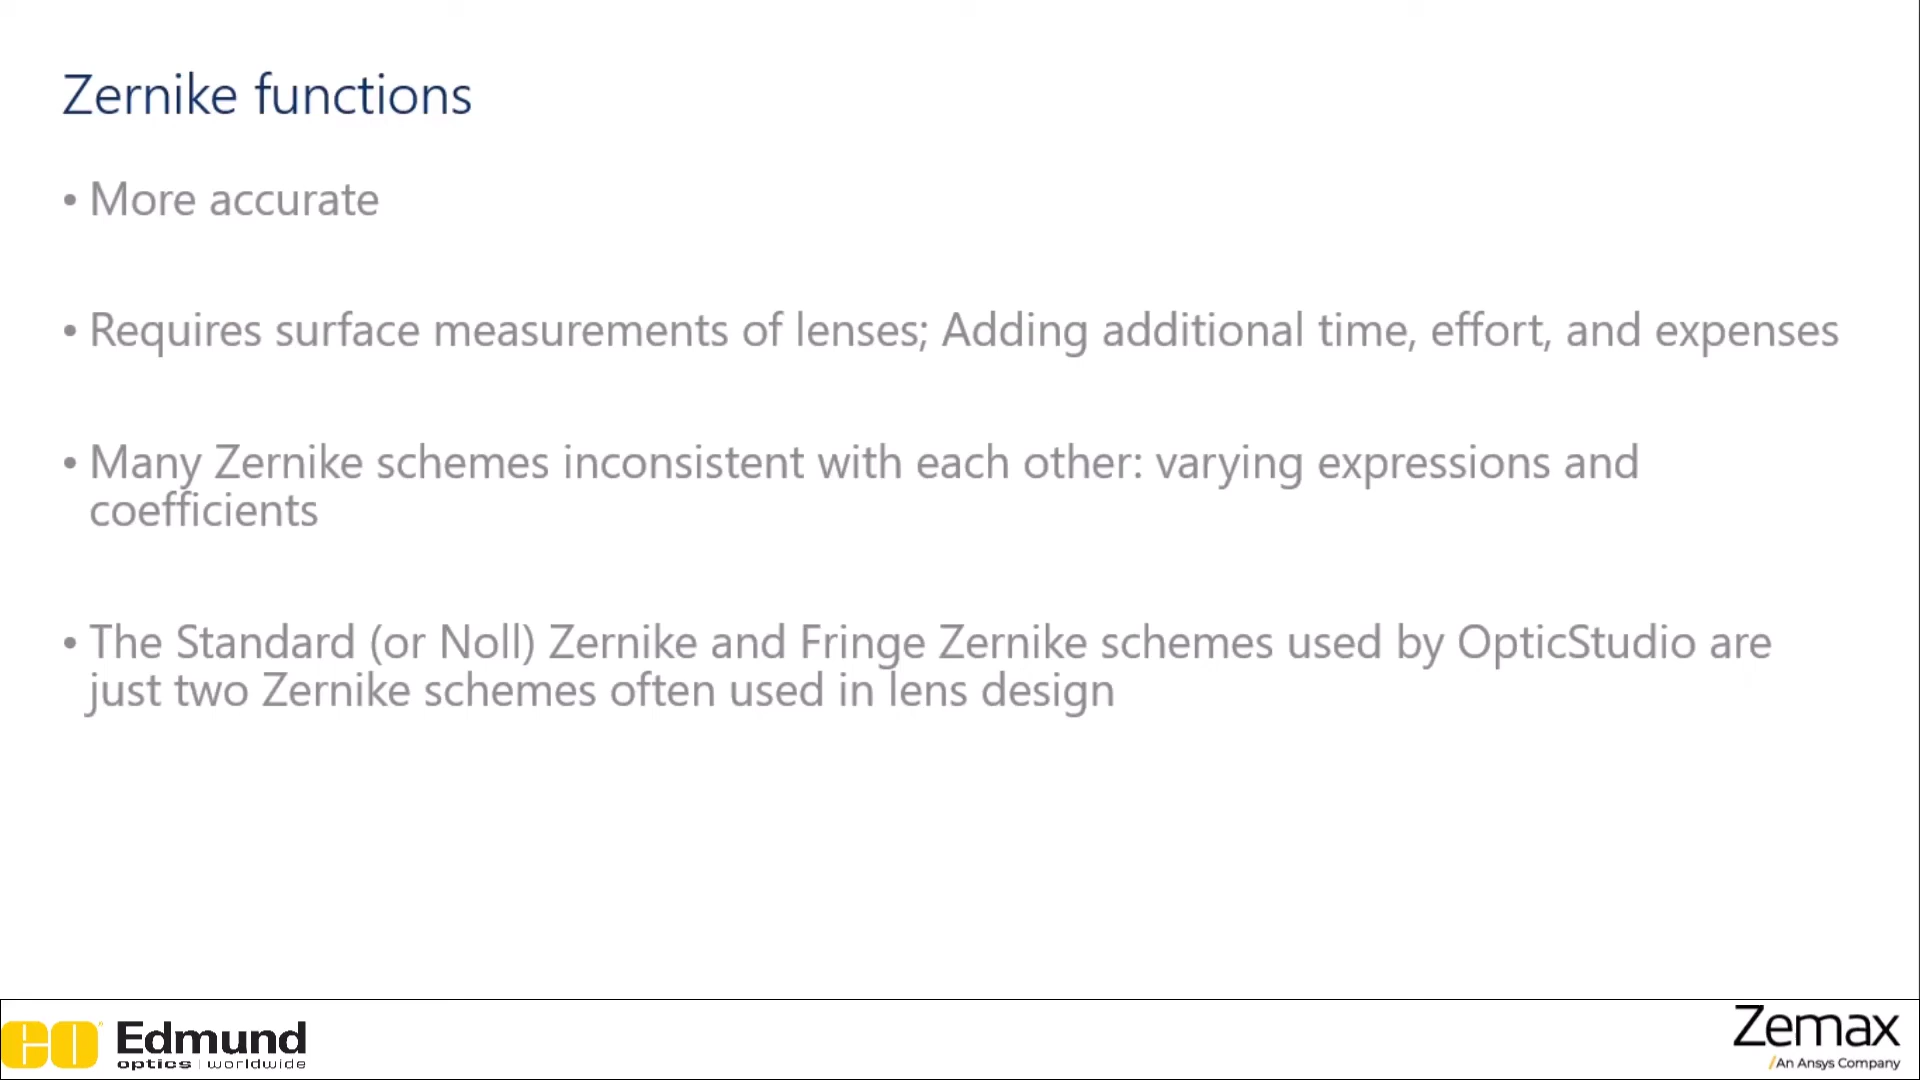 Zernike functions
• More accurate
• Requires surface measurements of lenses; Adding additional time, effort, and expenses
• Many Zernike schemes inconsistent with each other: varying expressions and
coefficients
• The Standard (or Noll) Zernike and Fringe Zernike schemes used by OpticStudio are
just two Zernike schemes often used in lens design
EO Edmund
optics | worldwide
Zemax
/An Ansys Company